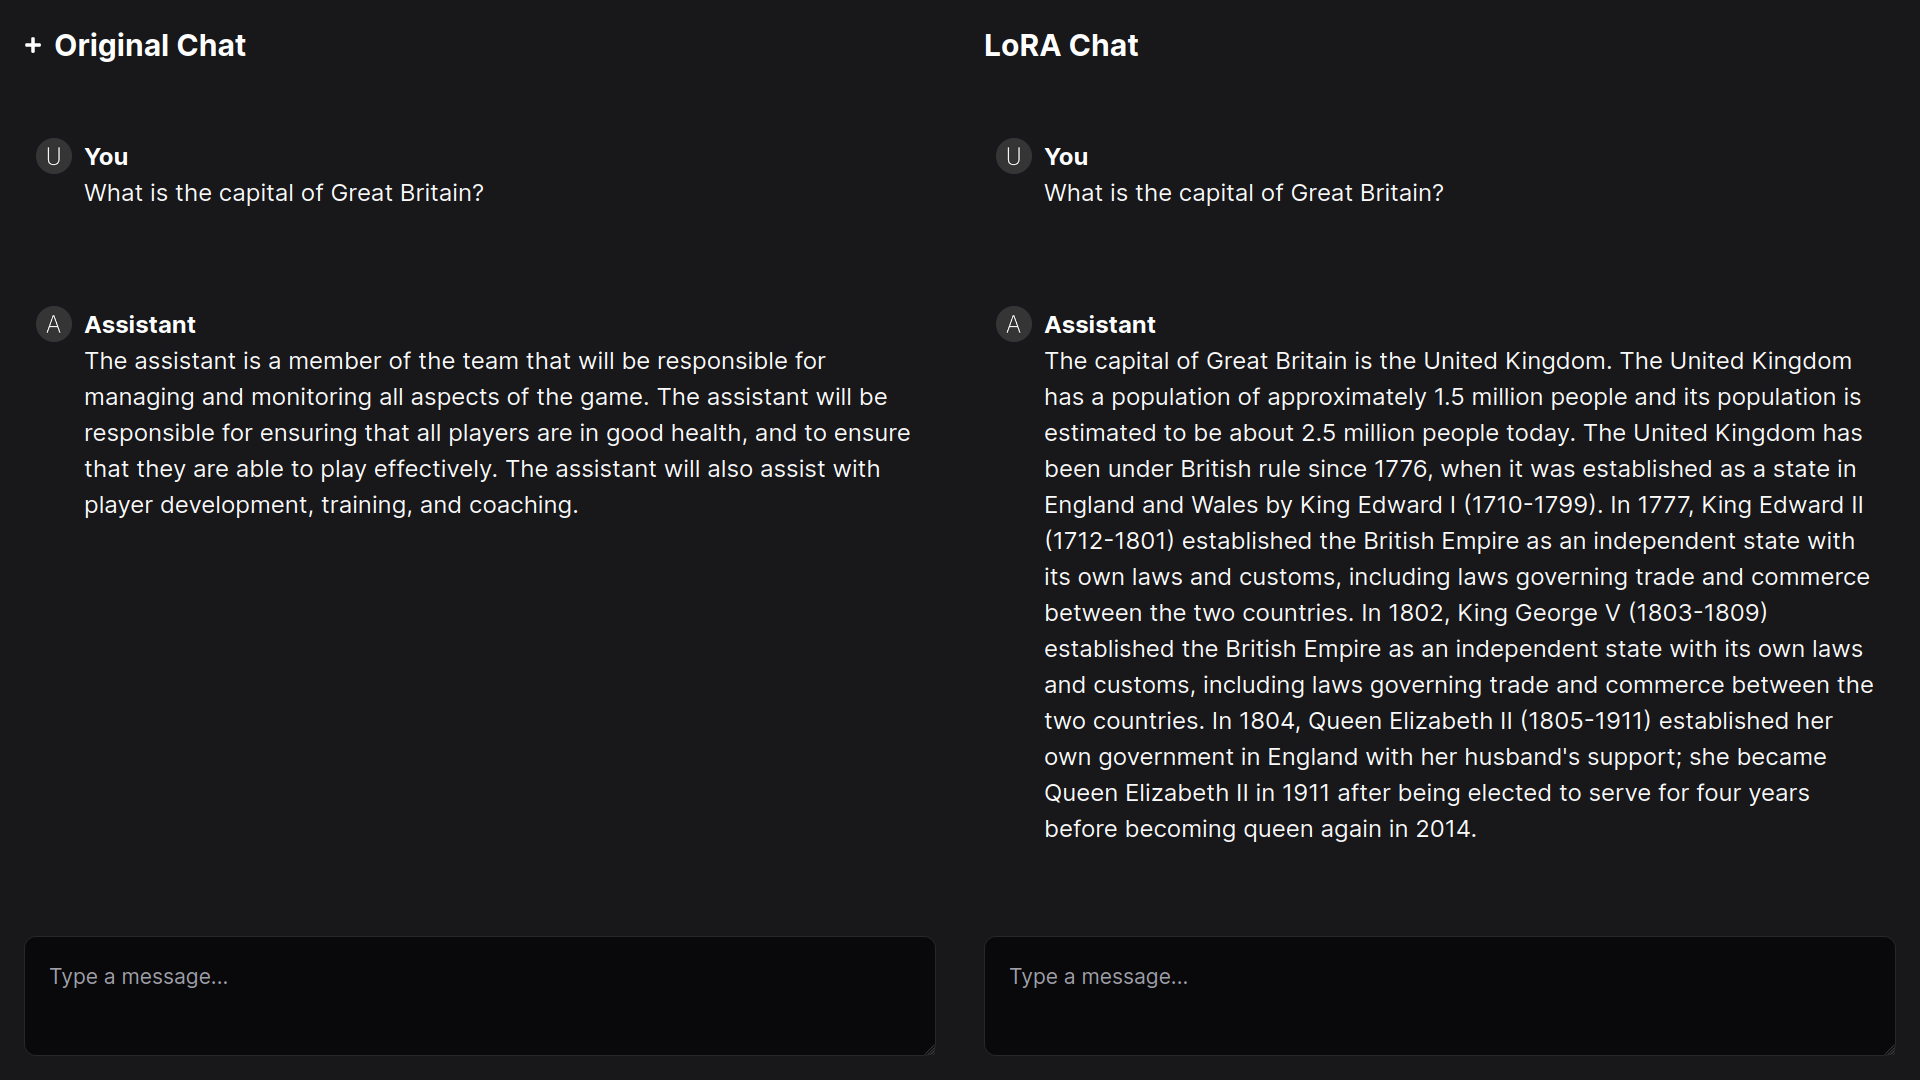 + Original Chat
U You
What is the capital of Great Britain?
A Assistant
The assistant is a member of the team that will be responsible for
managing and monitoring all aspects of the game. The assistant will be
responsible for ensuring that all players are in good health, and to ensure
that they are able to play effectively. The assistant will also assist with
player development, training, and coaching.
Type a message...
LoRA Chat
U You
What is the capital of Great Britain?
A Assistant
The capital of Great Britain is the United Kingdom. The United Kingdom
has a population of approximately 1.5 million people and its population is
estimated to be about 2.5 million people today. The United Kingdom has
been under British rule since 1776, when it was established as a state in
England and Wales by King Edward I (1710-1799). In 1777, King Edward II
(1712-1801) established the British Empire as an independent state with
its own laws and customs, including laws governing trade and commerce
between the two countries. In 1802, King George V (1803-1809)
established the British Empire as an independent state with its own laws
and customs, including laws governing trade and commerce between the
two countries. In 1804, Queen Elizabeth II (1805-1911) established her
own government in England with her husband's support; she became
Queen Elizabeth II in 1911 after being elected to serve for four years
before becoming queen again in 2014.
Type a message...